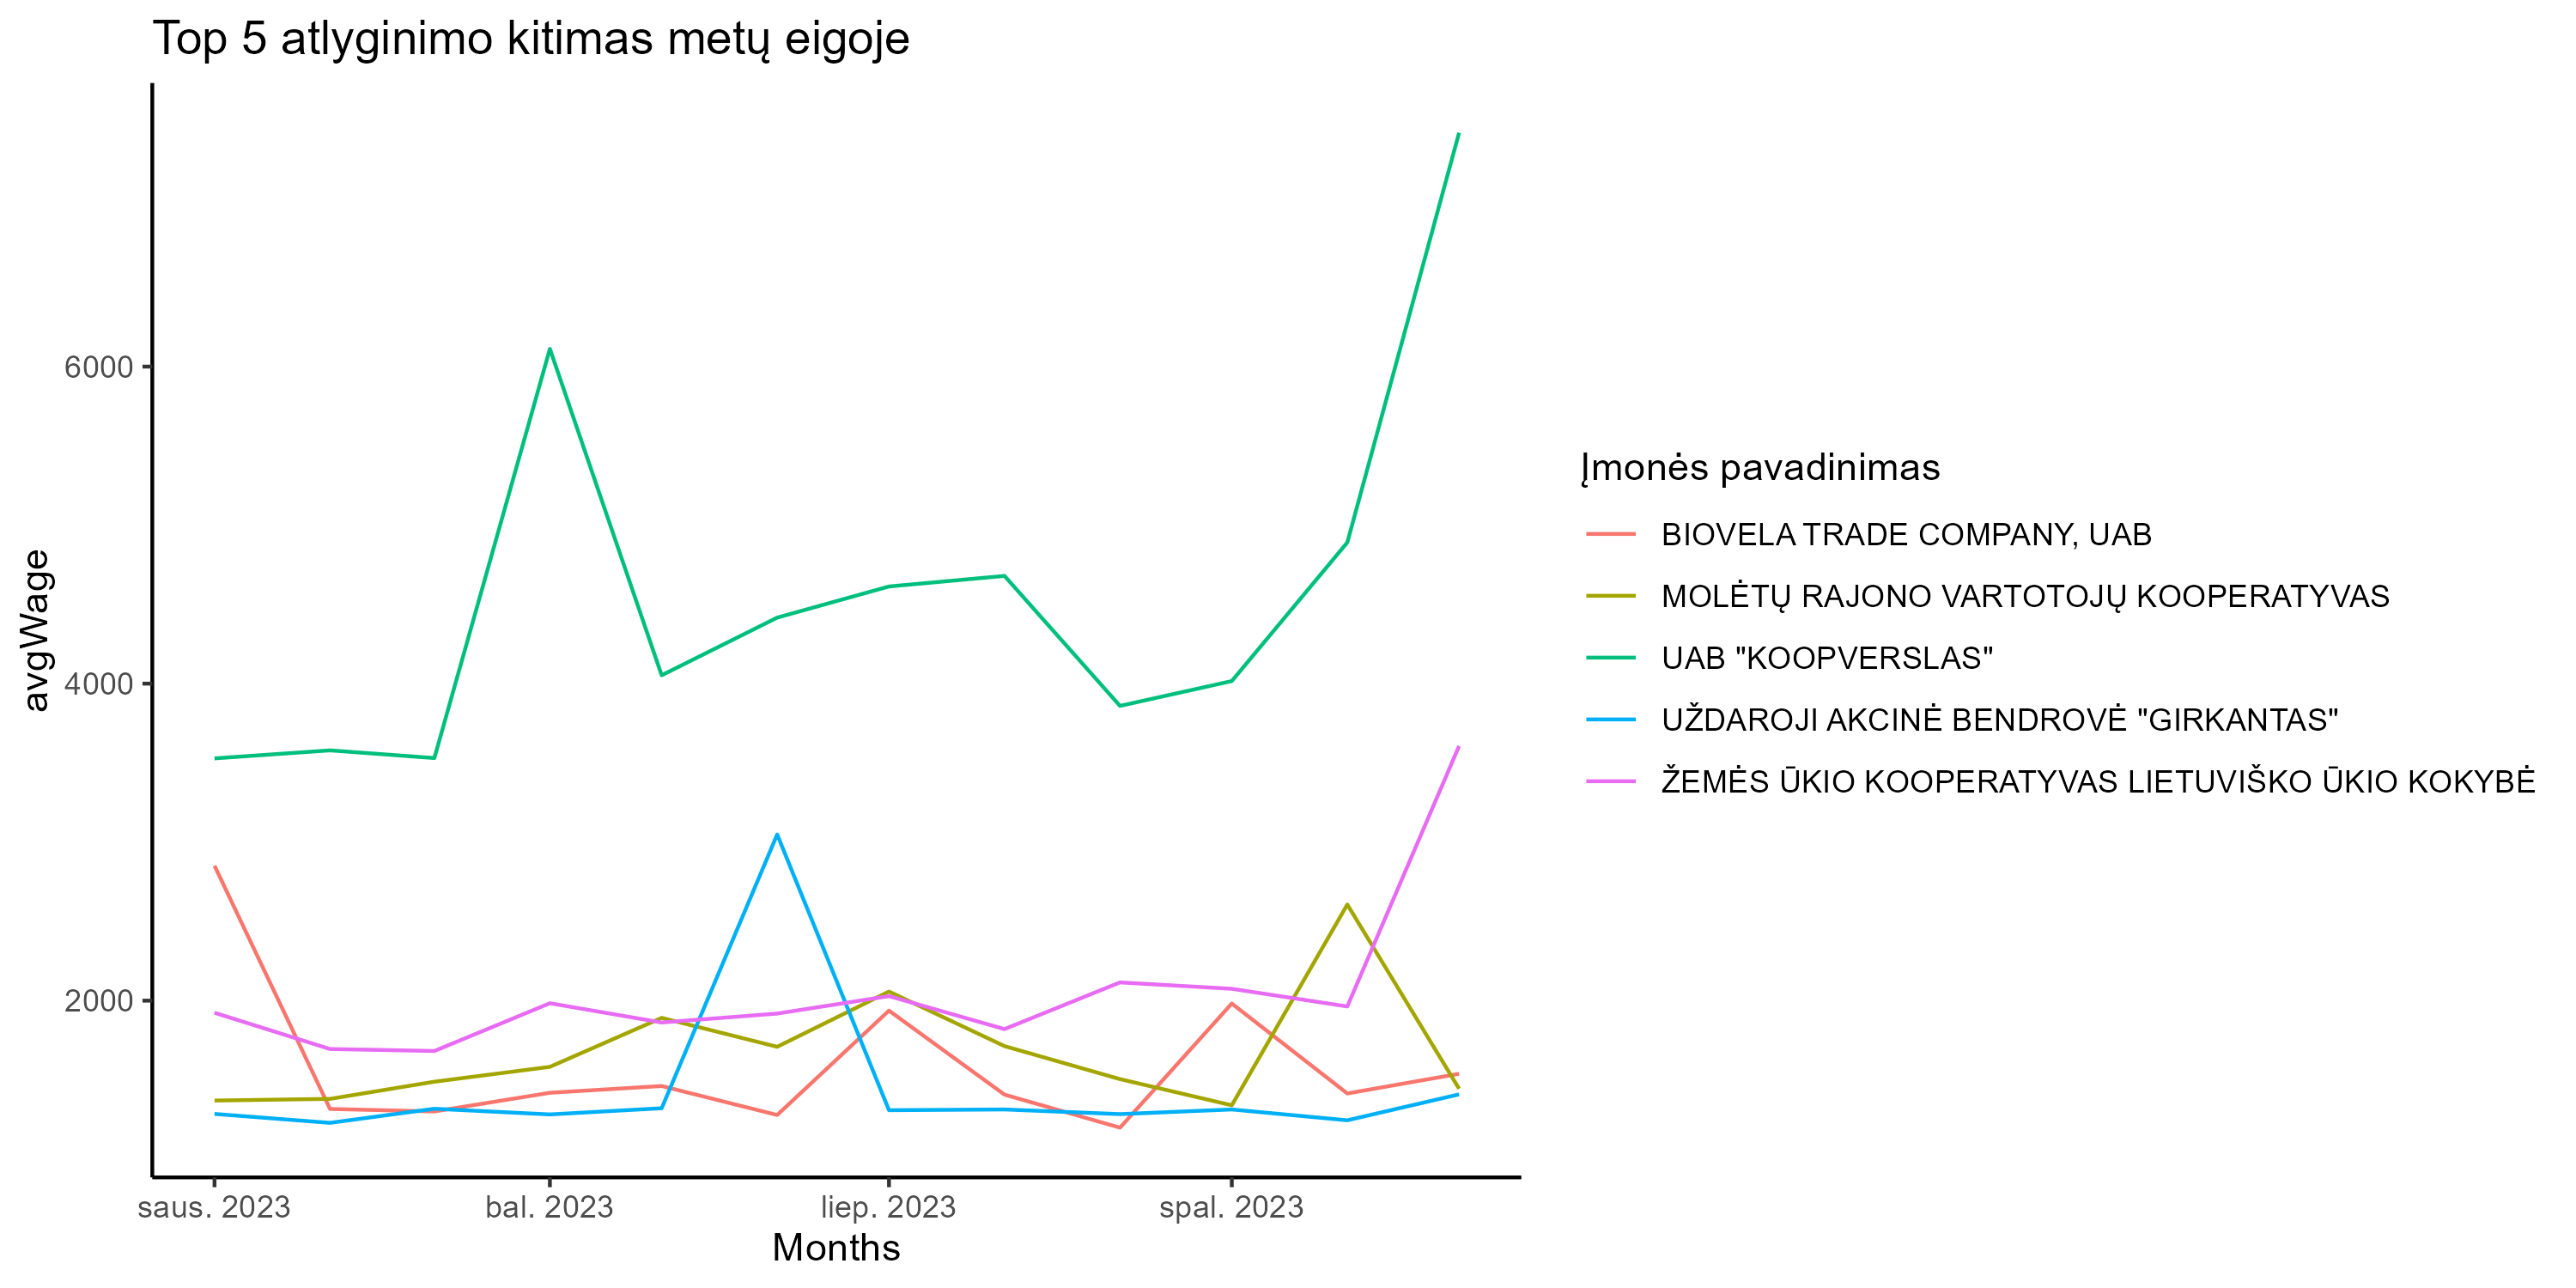 Top 5 atlyginimo kitimas metų eigoje
avgWage
6000
4000
2000
saus. 2023
bal. 2023
liep. 2023
spal. 2023
Months
Įmonės pavadinimas
BIOVELA TRADE COMPANY, UAB
MOLĖTŲ RAJONO VARTOTOJŲ KOOPERATYVAS
UAB "KOOPVERSLAS"
UŽDAROJI AKCINĖ BENDROVĖ "GIRKANTAS"
ŽEMĖS ŪKIO KOOPERATYVAS LIETUVIŠKO ŪKIO KOKYBĖ